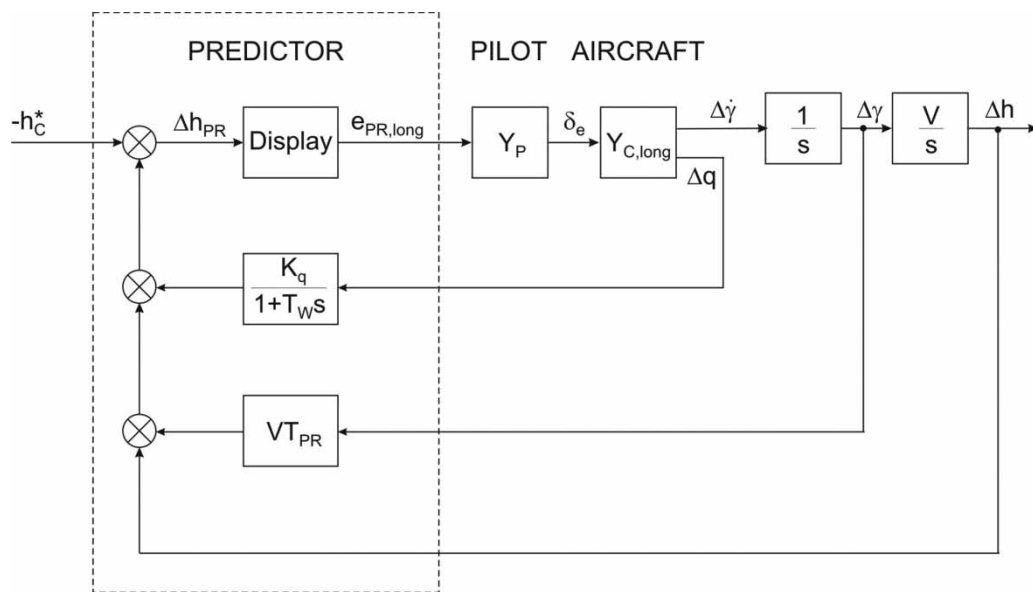 PREDICTOR PILOT AIRCRAFT
-h*C ΔhPR Display ePR,long YP δe YC,long Δγ̇ 1/s Δγ V/s Δh
Δq
Kq
1+TWs
VTPR